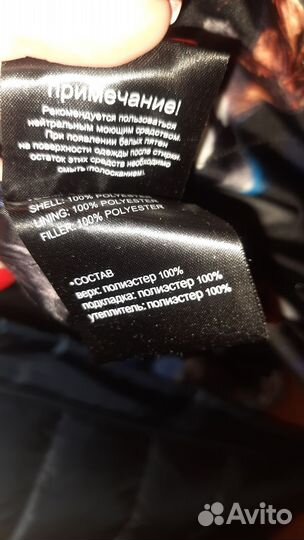 примечание!
Рекомендуется пользоваться
нейтральным моющим средством.
При появлении белых пятен
на поверхности одежды после стирки,
остаток этих средств необходимо
смыть (полосканием).
SHELL: 100% POLYESTER
LINING: 100% POLYESTER
FILLER: 100% POLYESTER
•СОСТАВ
верх: полиэстер 100%
подкладка: полиэстер 100%
утеплитель: полиэстер 100%
Avito